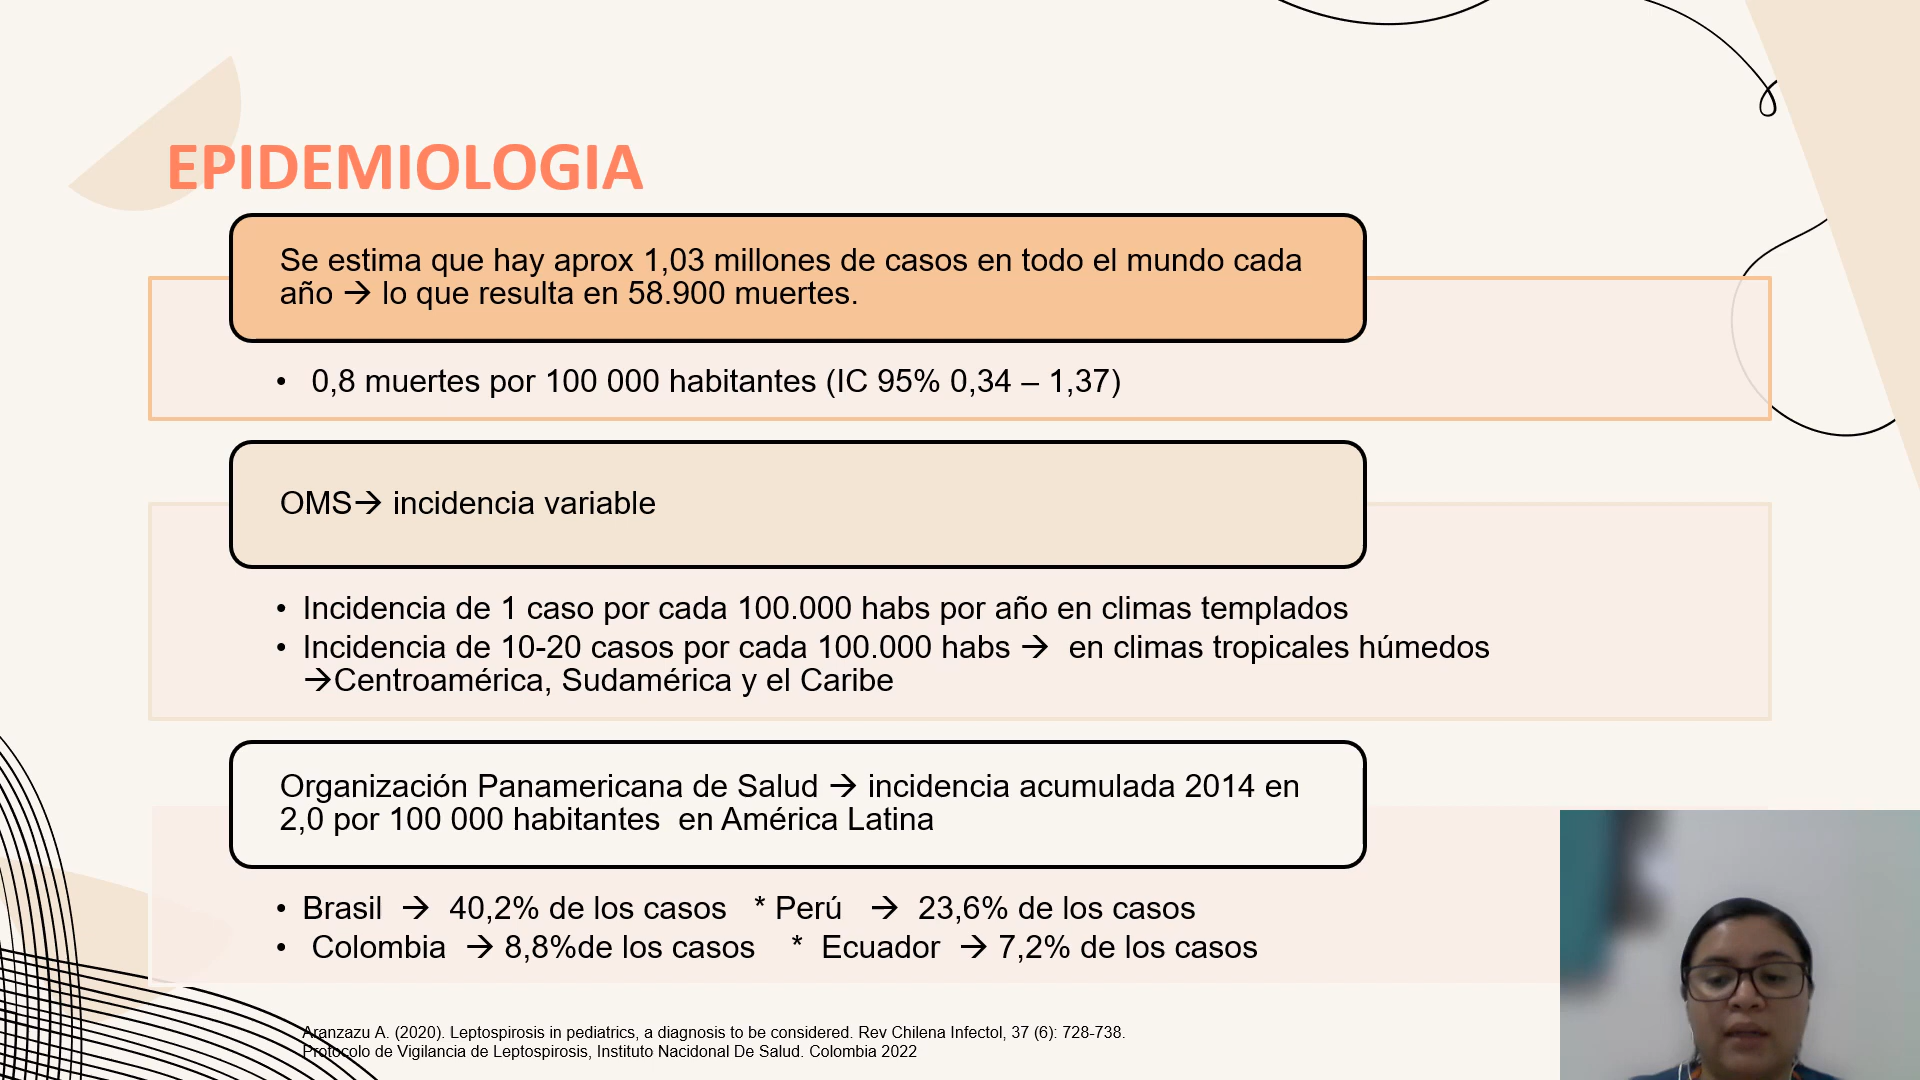 EPIDEMIOLOGIA
Se estima que hay aprox 1,03 millones de casos en todo el mundo cada
año → lo que resulta en 58.900 muertes.
• 0,8 muertes por 100 000 habitantes (IC 95% 0,34 – 1,37)
OMS→ incidencia variable
• Incidencia de 1 caso por cada 100.000 habs por año en climas templados
• Incidencia de 10-20 casos por cada 100.000 habs → en climas tropicales húmedos
→Centroamérica, Sudamérica y el Caribe
Organización Panamericana de Salud → incidencia acumulada 2014 en
2,0 por 100 000 habitantes en América Latina
• Brasil → 40,2% de los casos * Perú → 23,6% de los casos
• Colombia → 8,8%de los casos * Ecuador → 7,2% de los casos
Aranzazu A. (2020). Leptospirosis in pediatrics, a diagnosis to be considered. Rev Chilena Infectol, 37 (6): 728-738.
Protocolo de Vigilancia de Leptospirosis, Instituto Nacidonal De Salud. Colombia 2022